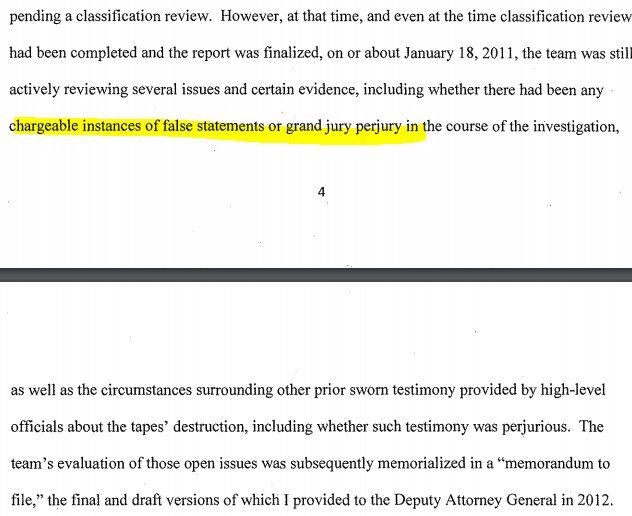 pending a classification review. However, at that time, and even at the time classification review
had been completed and the report was finalized, on or about January 18, 2011, the team was still
actively reviewing several issues and certain evidence, including whether there had been any
chargeable instances of false statements or grand jury perjury in the course of the investigation,
4
as well as the circumstances surrounding other prior sworn testimony provided by high-level
officials about the tapes’ destruction, including whether such testimony was perjurious. The
team’s evaluation of those open issues was subsequently memorialized in a “memorandum to
file,” the final and draft versions of which I provided to the Deputy Attorney General in 2012.